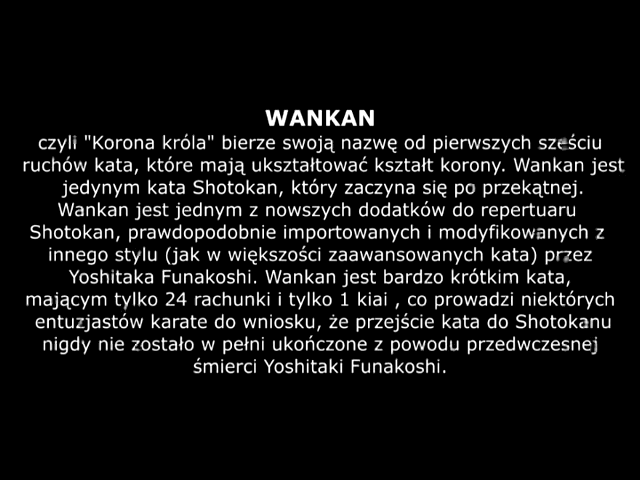 WANKAN
czyli "Korona króla" bierze swoją nazwę od pierwszych sześciu
ruchów kata, które mają ukształtować kształt korony. Wankan jest
jedynym kata Shotokan, który zaczyna się po przekątnej.
Wankan jest jednym z nowszych dodatków do repertuaru
Shotokan, prawdopodobnie importowanych i modyfikowanych z
innego stylu (jak w większości zaawansowanych kata) przez
Yoshitaka Funakoshi. Wankan jest bardzo krótkim kata,
mającym tylko 24 rachunki i tylko 1 kiai , co prowadzi niektórych
entuzjastów karate do wniosku, że przejście kata do Shotokanu
nigdy nie zostało w pełni ukończone z powodu przedwczesnej
śmierci Yoshitaki Funakoshi.